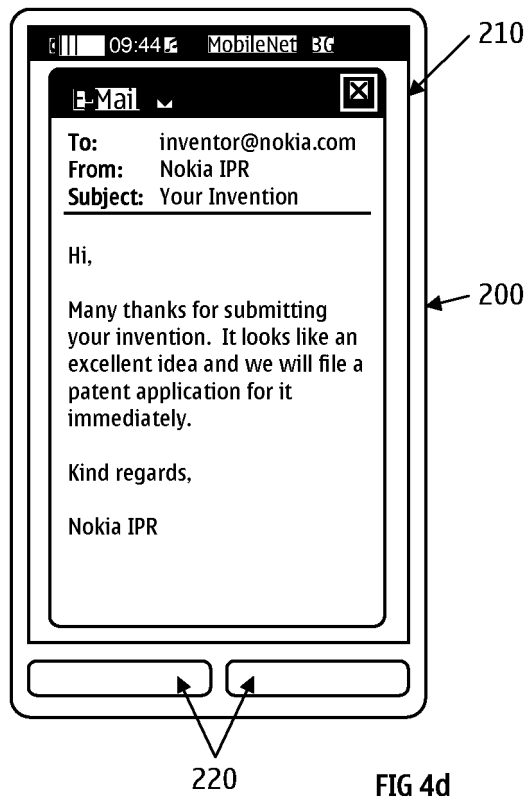 09:44 MobileNet 3G
210
E-Mail
To: inventor@nokia.com
From: Nokia IPR
Subject: Your Invention
Hi,
200
Many thanks for submitting
your invention. It looks like an
excellent idea and we will file a
patent application for it
immediately.
Kind regards,
Nokia IPR
220
FIG 4d